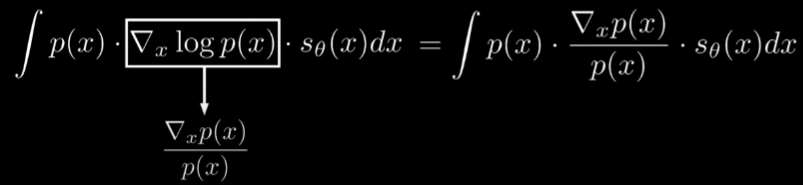 ∫ p(x) · ∇ₓ log p(x) · s_θ(x)dx = ∫ p(x) · ∇ₓp(x)/p(x) · s_θ(x)dx
∇ₓp(x)/p(x)